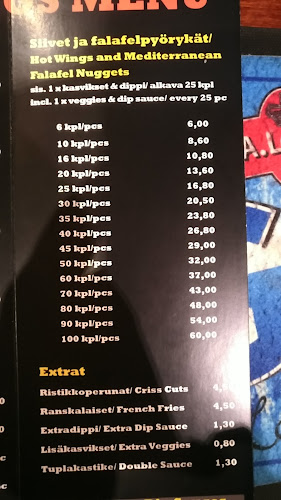 MENU
Siivet ja falafelpyörykät/
Hot Wings and Mediterranean
Falafel Nuggets
sis. 1 x kasvikset & dippi/ alkava 25 kpl
incl. 1 x veggies & dip sauce/ every 25 pc
6 kpl/pcs 6,00
10 kpl/pcs 8,60
16 kpl/pcs 10,80
20 kpl/pcs 13,60
25 kpl/pcs 16,80
30 kpl/pcs 20,50
35 kpl/pcs 23,80
40 kpl/pcs 26,80
45 kpl/pcs 29,00
50 kpl/pcs 32,00
60 kpl/pcs 37,00
70 kpl/pcs 43,00
80 kpl/pcs 48,00
90 kpl/pcs 54,00
100 kpl/pcs 60,00
Extrat
Ristikkoperunat/ Criss Cuts
Ranskalaiset/ French Fries 4,50
Extradippi/ Extra Dip Sauce 1,30
Lisäkasvikset/ Extra Veggies 0,80
Tuplakastike/ Double Sauce 1,30